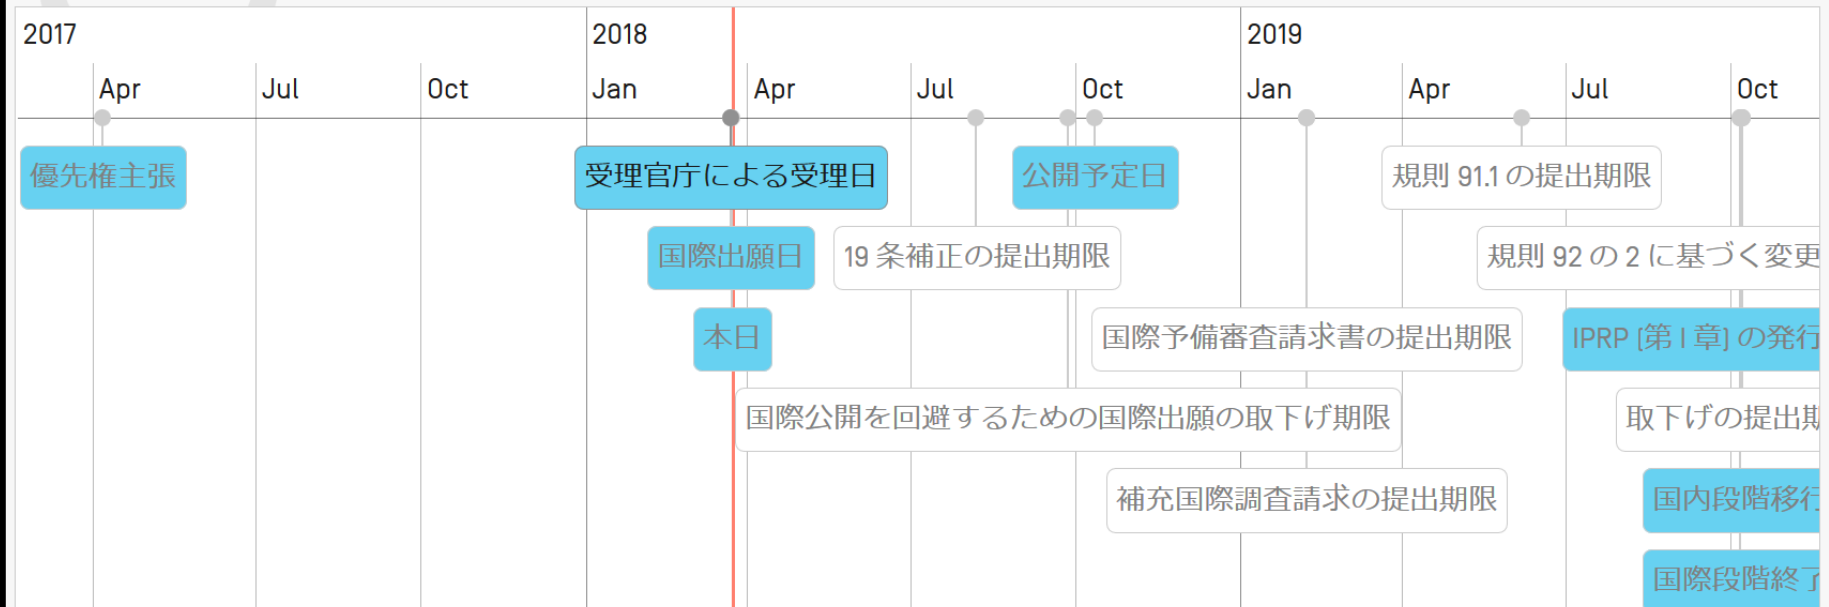 2017 2018 2019
Apr Jul Oct Jan Apr Jul Oct Jan Apr Jul Oct
優先権主張 受理官庁による受理日 公開予定日 規則 91.1 の提出期限
国際出願日 19 条補正の提出期限 規則 92 の 2 に基づく変更
本日 国際予備審査請求書の提出期限 IPRP (第 I 章) の発行
国際公開を回避するための国際出願の取下げ期限 取下げの提出期
補充国際調査請求の提出期限 国内段階移行
国際段階終了